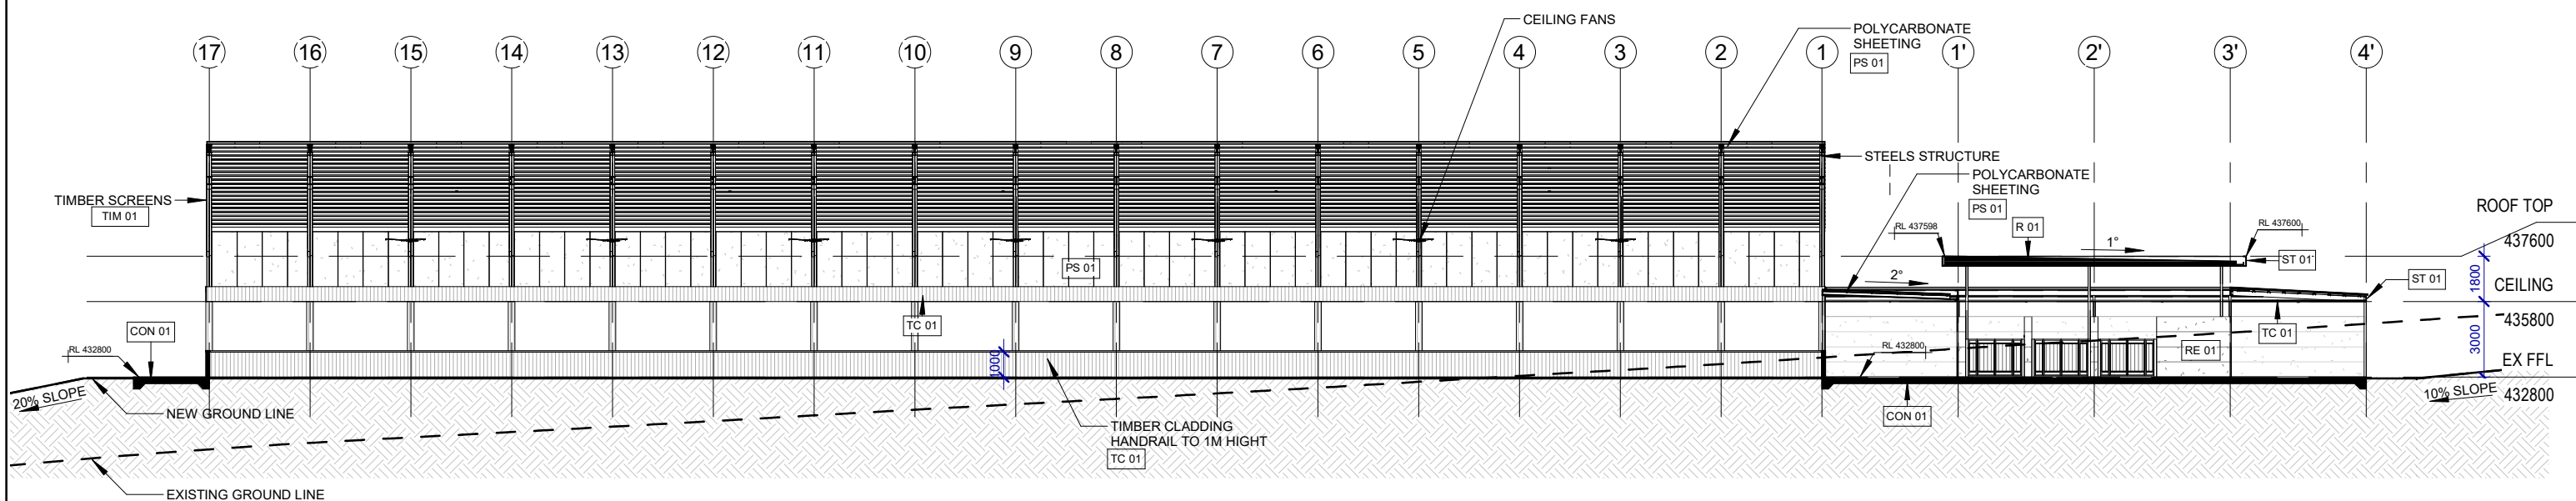 CEILING FANS
POLYCARBONATE
SHEETING
PS 01
17
16
15
14
13
12
11
10
9
8
7
6
5
4
3
2
1
1'
2'
3'
4'
STEELS STRUCTURE
POLYCARBONATE
SHEETING
PS 01
TIMBER SCREENS
TIM 01
ROOF TOP
437600
RL 437598
R 01
RL 437600
1°
ST 01
PS 01
2°
1800
ST 01
CEILING
435800
CON 01
TC 01
TC 01
RL 432800
RL 432800
1000
RE 01
3000
EX FFL
432800
20% SLOPE
10% SLOPE
NEW GROUND LINE
CON 01
TIMBER CLADDING
HANDRAIL TO 1M HIGHT
TC 01
EXISTING GROUND LINE